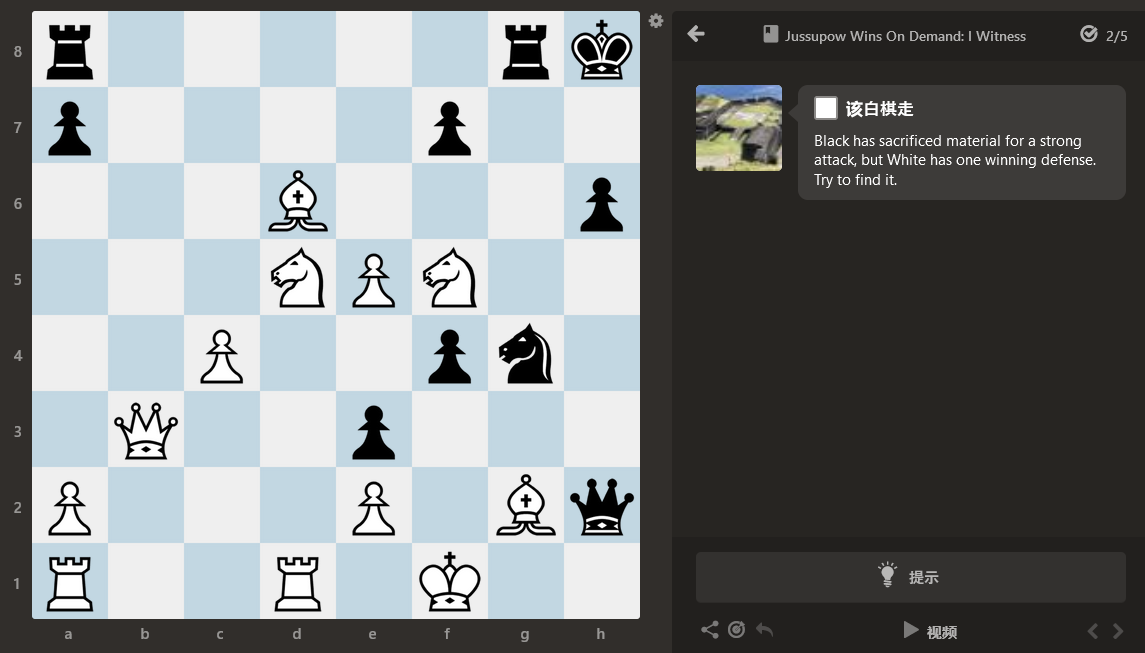 Jussupow Wins On Demand: I Witness
2/5
8
7
6
5
4
3
2
1
a b c d e f g h
该白棋走
Black has sacrificed material for a strong
attack, but White has one winning defense.
Try to find it.
提示
视频